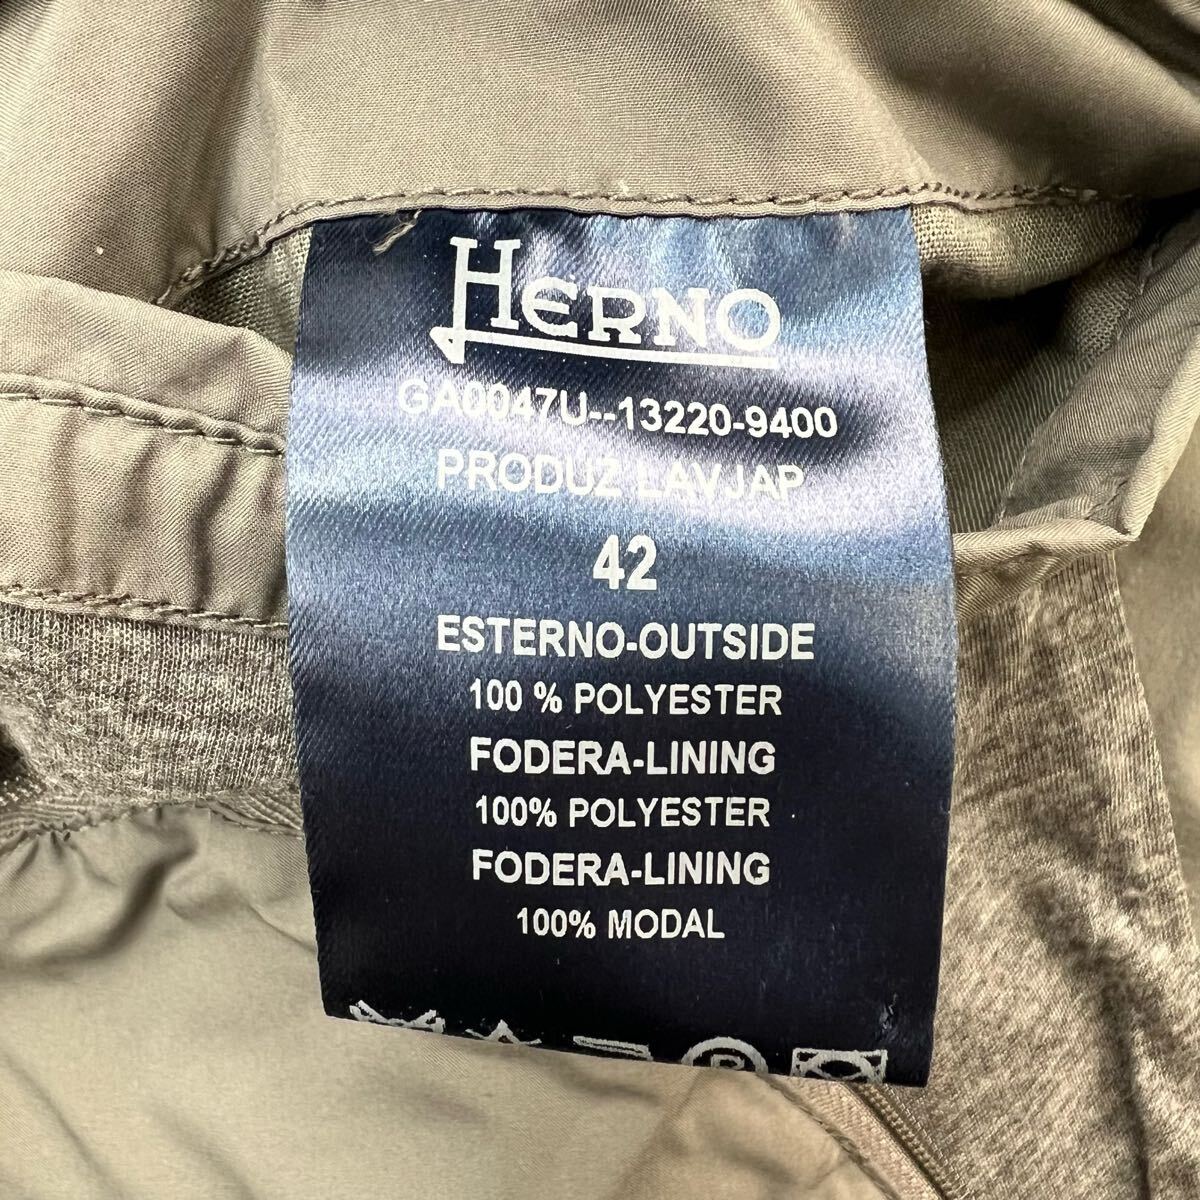 HERNO
GA0047U--13220-9400
PRODUZ LAVJAP
42
ESTERNO-OUTSIDE
100 % POLYESTER
FODERA-LINING
100% POLYESTER
FODERA-LINING
100% MODAL
P